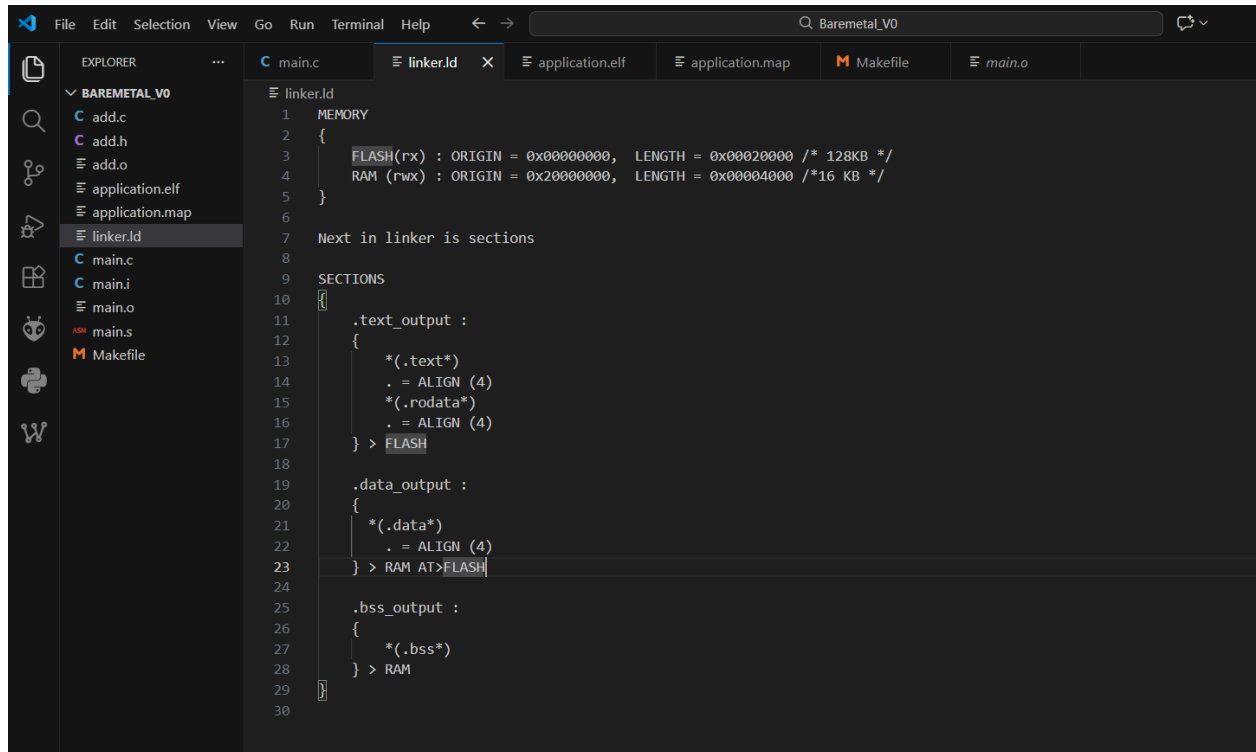 File Edit Selection View Go Run Terminal Help ← → Baremetal_V0
EXPLORER ...
BAREMETAL_V0
C add.c
C add.h
add.o
application.elf
application.map
linker.ld
C main.c
C main.i
main.o
ASM main.s
M Makefile
C main.c linker.ld × application.elf application.map M Makefile main.o
linker.ld
1 MEMORY
2 {
3 FLASH(rx) : ORIGIN = 0x00000000, LENGTH = 0x00020000 /* 128KB */
4 RAM (rwx) : ORIGIN = 0x20000000, LENGTH = 0x00004000 /*16 KB */
5 }
6
7 Next in linker is sections
8
9 SECTIONS
10 {
11 .text_output :
12 {
13 *(.text*)
14 . = ALIGN (4)
15 *(.rodata*)
16 . = ALIGN (4)
17 } > FLASH
18
19 .data_output :
20 {
21 *(.data*)
22 . = ALIGN (4)
23 } > RAM AT>FLASH
24
25 .bss_output :
26 {
27 *(.bss*)
28 } > RAM
29 }
30